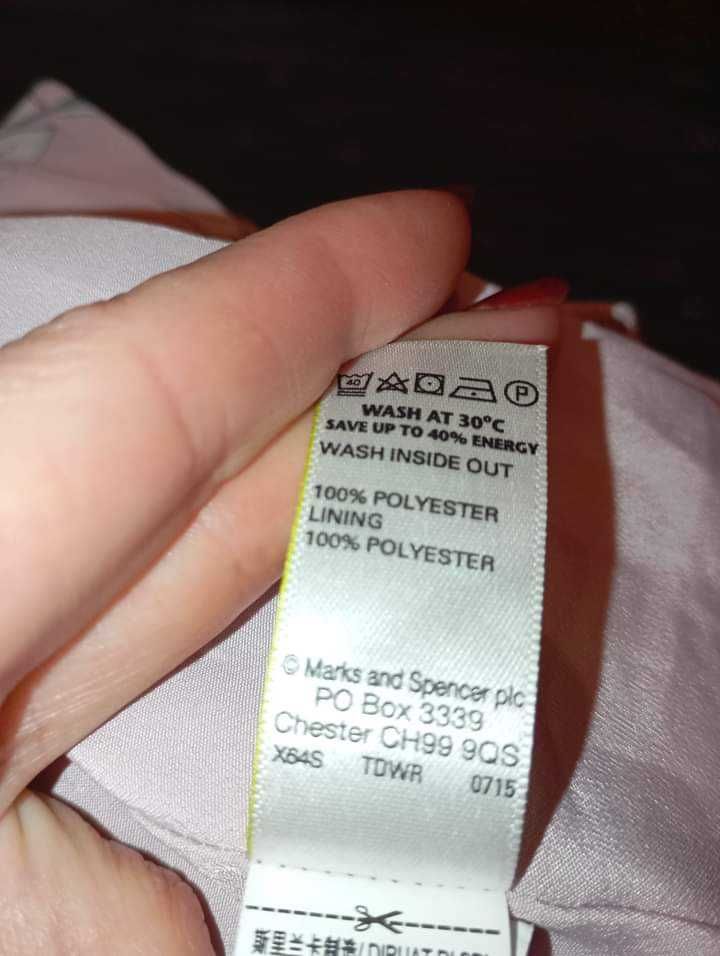 40 P
WASH AT 30°C
SAVE UP TO 40% ENERGY
WASH INSIDE OUT
100% POLYESTER
LINING
100% POLYESTER
© Marks and Spencer plc
PO Box 3339
Chester CH99 9QS
X64S TDWR 0715